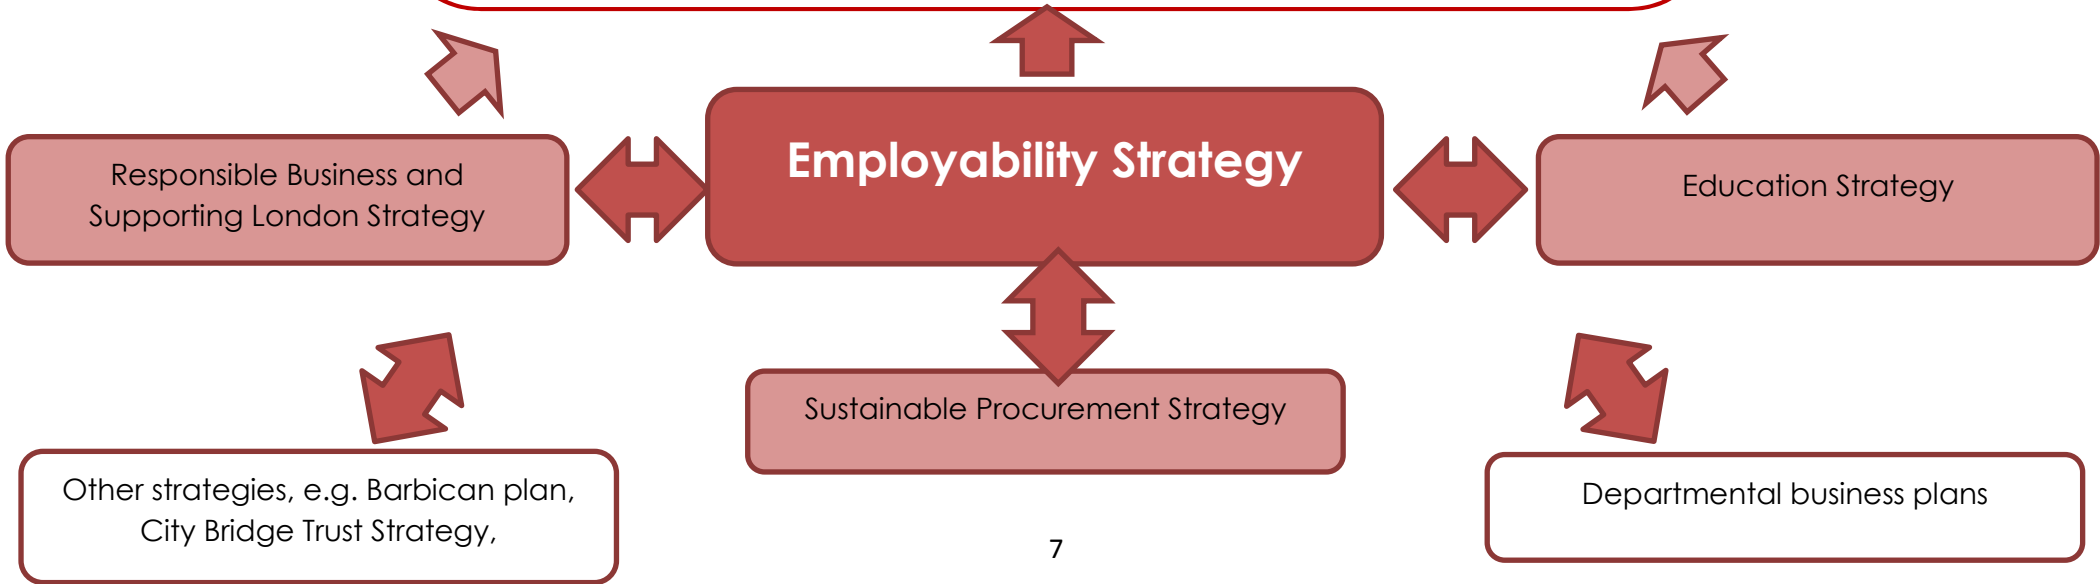 Employability Strategy
Responsible Business and
Supporting London Strategy
Education Strategy
Sustainable Procurement Strategy
Other strategies, e.g. Barbican plan,
City Bridge Trust Strategy,
Departmental business plans
7